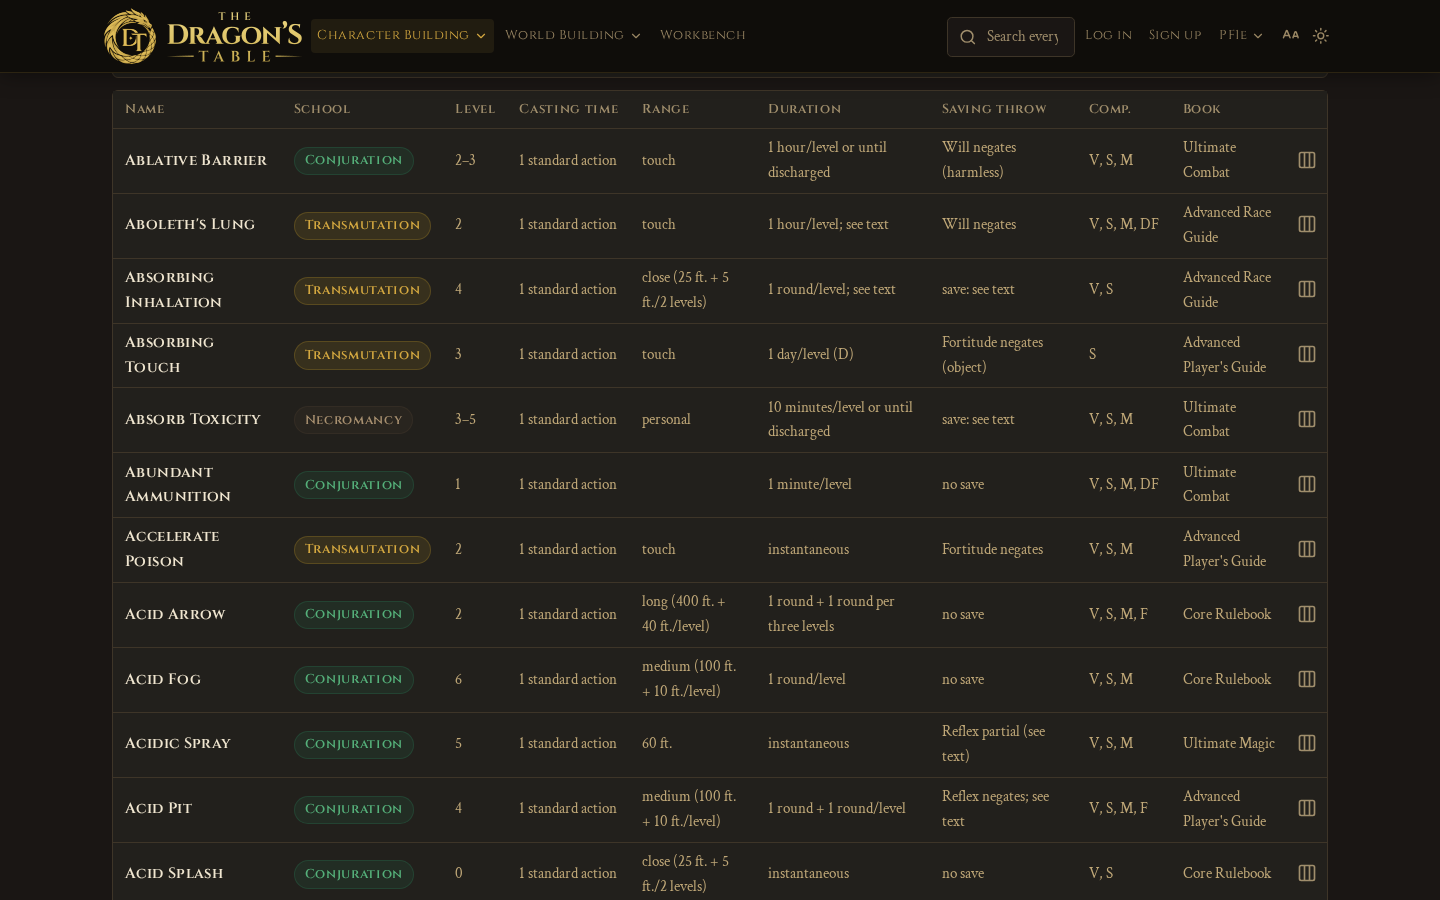 THE
DRAGON'S
TABLE
DT
CHARACTER BUILDING
WORLD BUILDING
WORKBENCH
Search every
LOG IN
SIGN UP
PF1E
AA
NAME SCHOOL LEVEL CASTING TIME RANGE DURATION SAVING THROW COMP. BOOK
ABLATIVE BARRIER CONJURATION 2–3 1 standard action touch 1 hour/level or until discharged Will negates (harmless) V, S, M Ultimate Combat
ABOLETH'S LUNG TRANSMUTATION 2 1 standard action touch 1 hour/level; see text Will negates V, S, M, DF Advanced Race Guide
ABSORBING INHALATION TRANSMUTATION 4 1 standard action close (25 ft. + 5 ft./2 levels) 1 round/level; see text save: see text V, S Advanced Race Guide
ABSORBING TOUCH TRANSMUTATION 3 1 standard action touch 1 day/level (D) Fortitude negates (object) S Advanced Player's Guide
ABSORB TOXICITY NECROMANCY 3–5 1 standard action personal 10 minutes/level or until discharged save: see text V, S, M Ultimate Combat
ABUNDANT AMMUNITION CONJURATION 1 1 standard action 1 minute/level no save V, S, M, DF Ultimate Combat
ACCELERATE POISON TRANSMUTATION 2 1 standard action touch instantaneous Fortitude negates V, S, M Advanced Player's Guide
ACID ARROW CONJURATION 2 1 standard action long (400 ft. + 40 ft./level) 1 round + 1 round per three levels no save V, S, M, F Core Rulebook
ACID FOG CONJURATION 6 1 standard action medium (100 ft. + 10 ft./level) 1 round/level no save V, S, M Core Rulebook
ACIDIC SPRAY CONJURATION 5 1 standard action 60 ft. instantaneous Reflex partial (see text) V, S, M Ultimate Magic
ACID PIT CONJURATION 4 1 standard action medium (100 ft. + 10 ft./level) 1 round + 1 round/level Reflex negates; see text V, S, M, F Advanced Player's Guide
ACID SPLASH CONJURATION 0 1 standard action close (25 ft. + 5 ft./2 levels) instantaneous no save V, S Core Rulebook